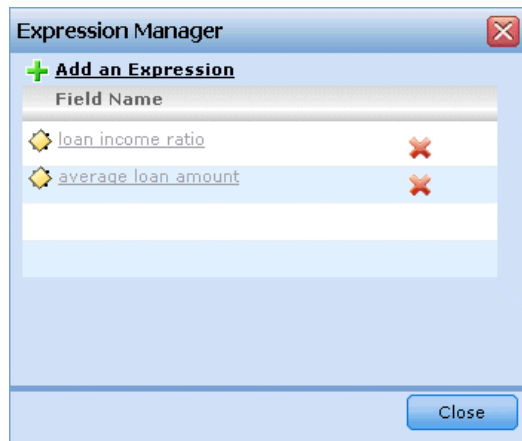 Expression Manager
Add an Expression
Field Name
loan income ratio
average loan amount
Close